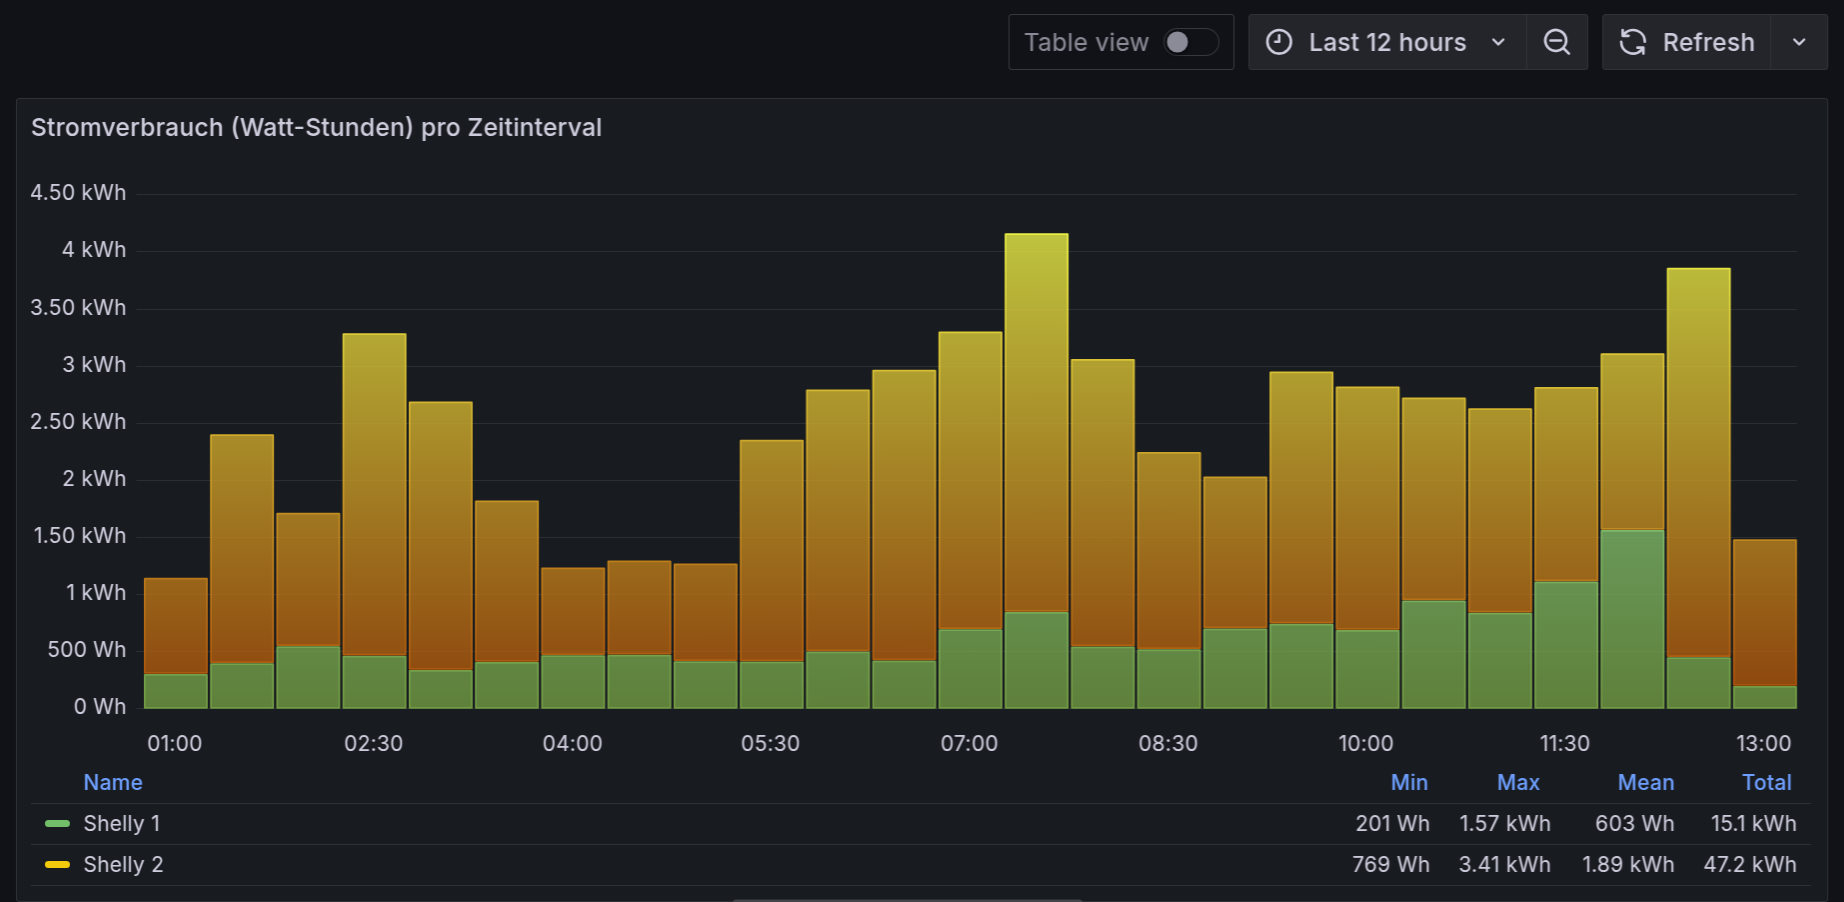 Table view
Last 12 hours
Refresh
Stromverbrauch (Watt-Stunden) pro Zeitinterval
4.50 kWh
4 kWh
3.50 kWh
3 kWh
2.50 kWh
2 kWh
1.50 kWh
1 kWh
500 Wh
0 Wh
01:00 02:30 04:00 05:30 07:00 08:30 10:00 11:30 13:00
Name Min Max Mean Total
Shelly 1 201 Wh 1.57 kWh 603 Wh 15.1 kWh
Shelly 2 769 Wh 3.41 kWh 1.89 kWh 47.2 kWh